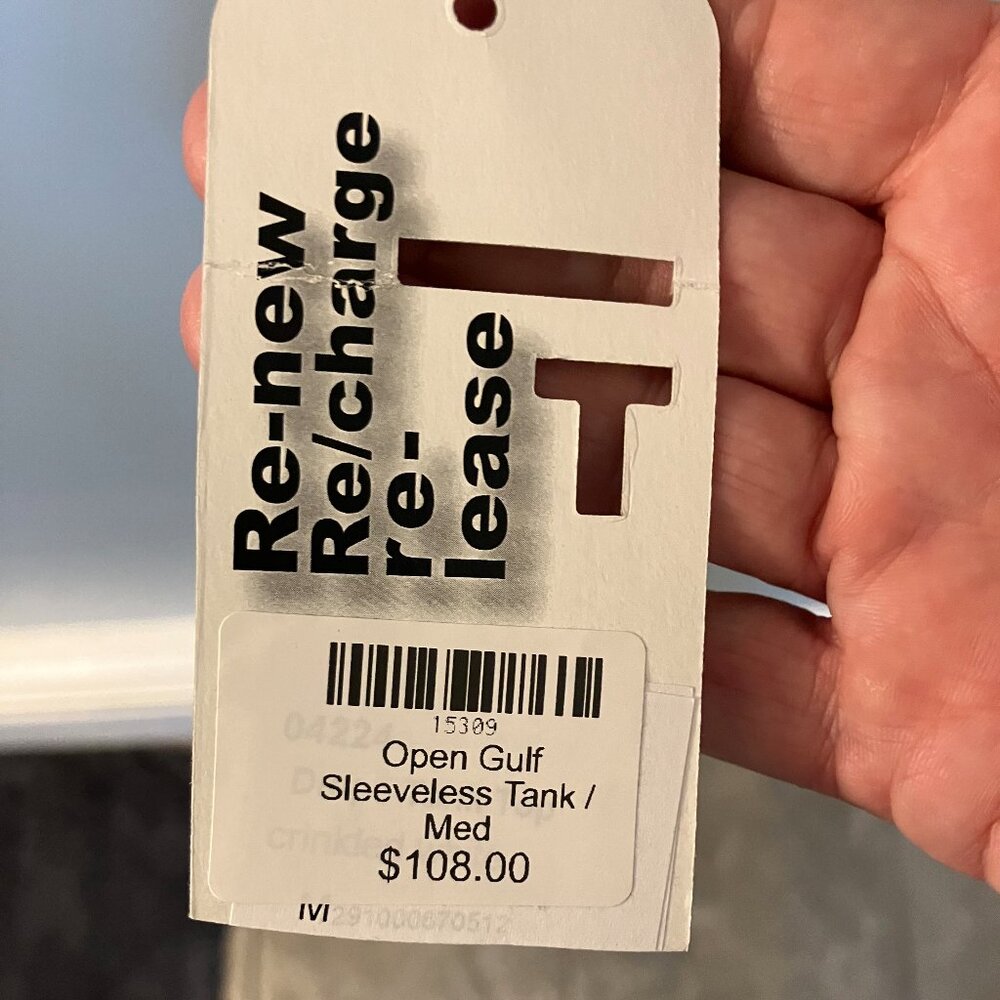 Re-new
Re/charge
re-
lease
15309
Open Gulf
Sleeveless Tank /
Med
$108.00
M